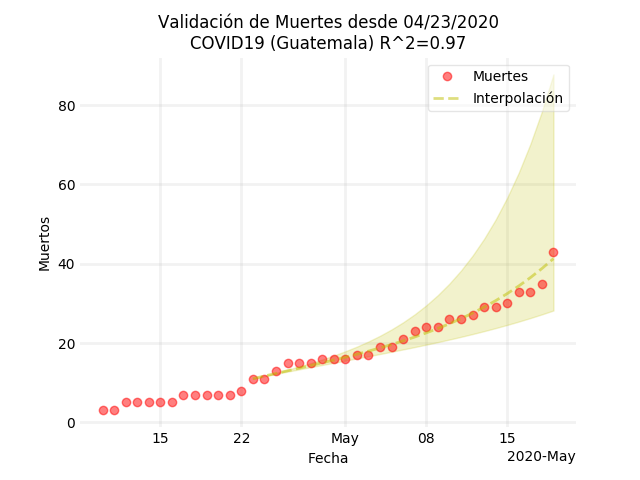 Validación de Muertes desde 04/23/2020
COVID19 (Guatemala) R^2=0.97
Muertes
Interpolación
80
60
40
20
0
Muertos
15
22
May
08
15
Fecha
2020-May